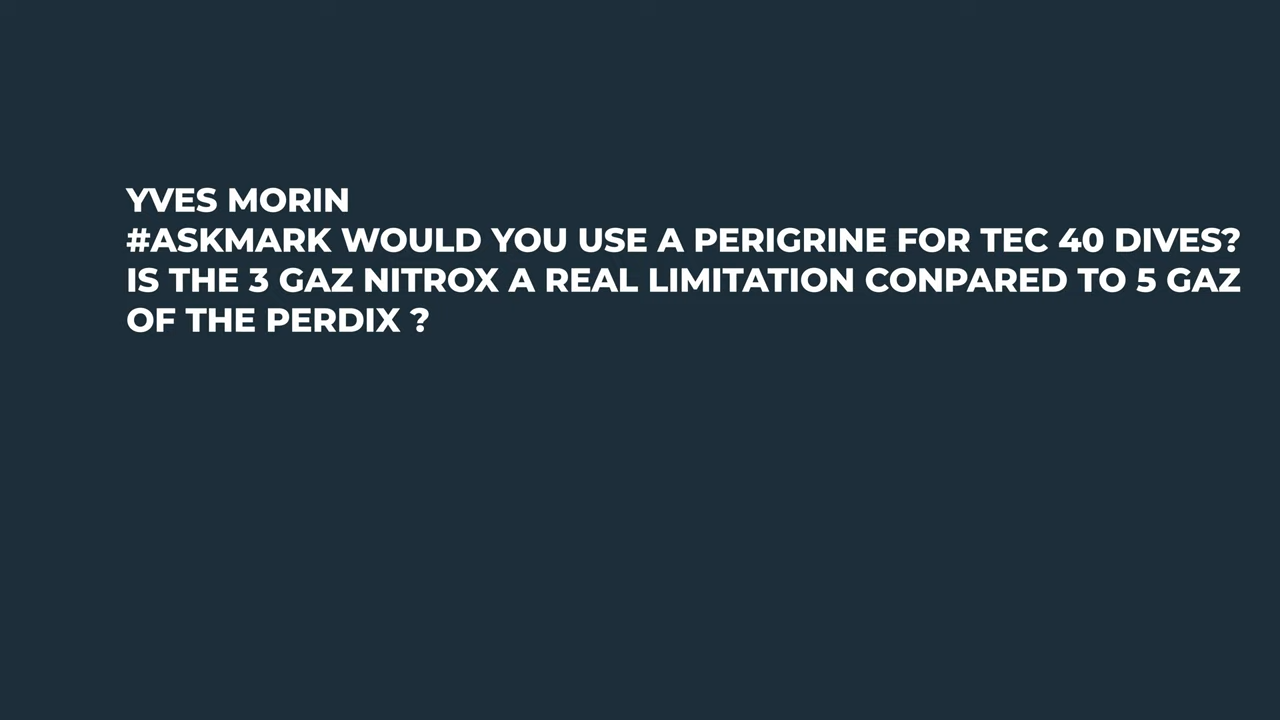 YVES MORIN
#ASKMARK WOULD YOU USE A PERIGRINE FOR TEC 40 DIVES?
IS THE 3 GAZ NITROX A REAL LIMITATION CONPARED TO 5 GAZ
OF THE PERDIX ?